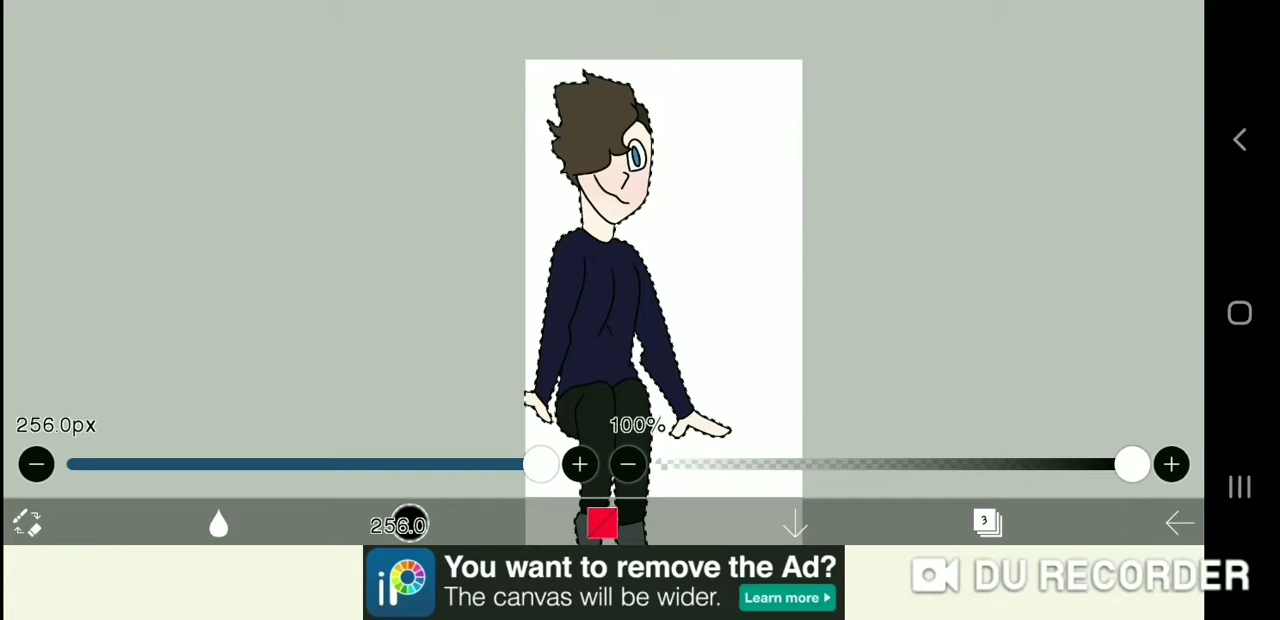 256.0px
100%
256.0
3
iP
You want to remove the Ad?
The canvas will be wider.
Learn more
DU RECORDER